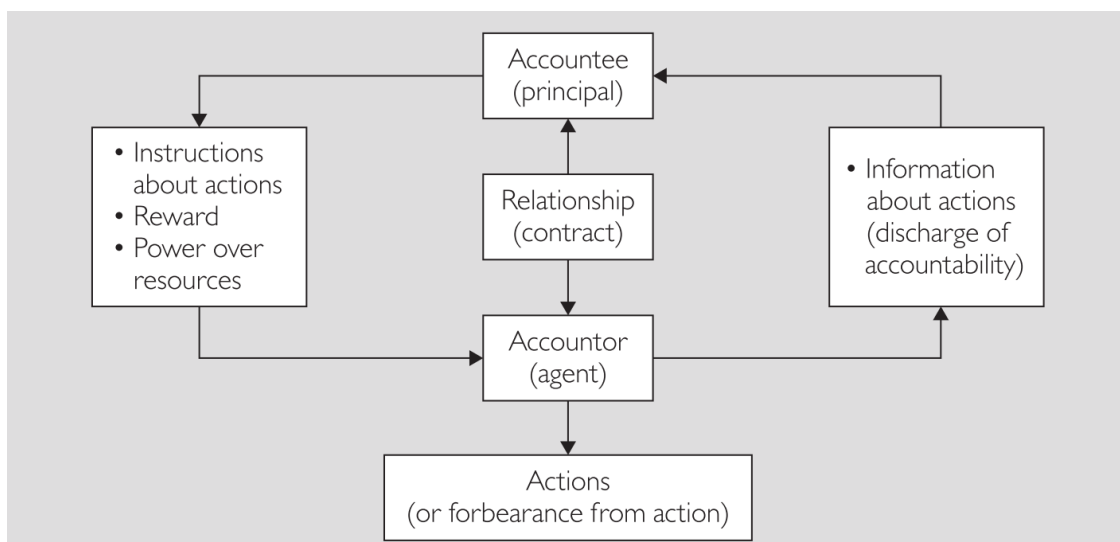 Accountee
(principal)
• Instructions
about actions
• Reward
• Power over
resources
Relationship
(contract)
• Information
about actions
(discharge of
accountability)
Accountor
(agent)
Actions
(or forbearance from action)